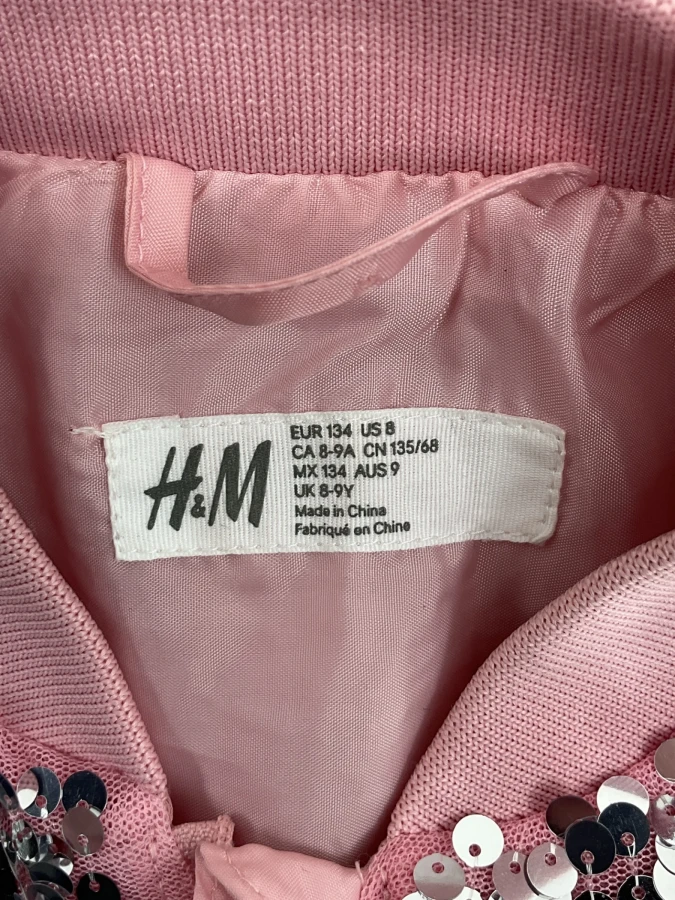 H&M
EUR 134 US 8
CA 8-9A CN 135/68
MX 134 AUS 9
UK 8-9Y
Made in China
Fabriqué en Chine